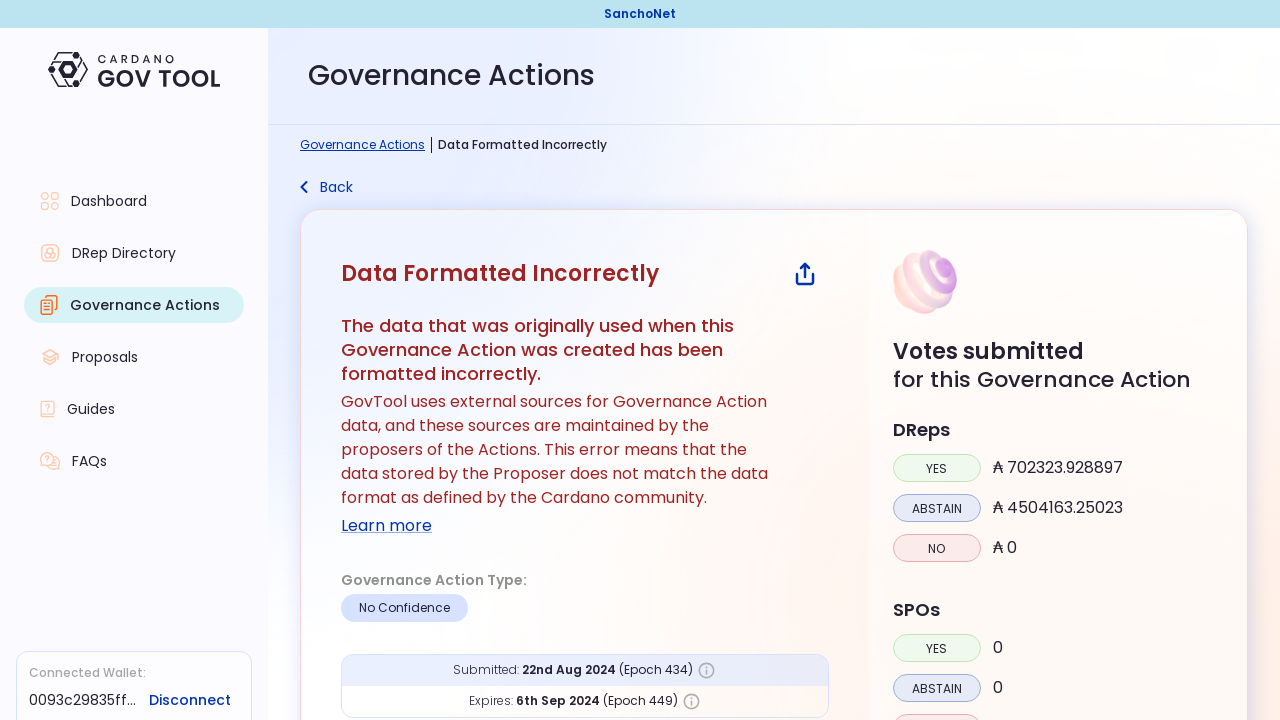 SanchoNet
CARDANO
GOV TOOL
Dashboard
DRep Directory
Governance Actions
Proposals
Guides
FAQs
Connected Wallet:
0093c29835ff...
Disconnect
Governance Actions
Governance Actions
Data Formatted Incorrectly
Back
Data Formatted Incorrectly
The data that was originally used when this
Governance Action was created has been
formatted incorrectly.
GovTool uses external sources for Governance Action
data, and these sources are maintained by the
proposers of the Actions. This error means that the
data stored by the Proposer does not match the data
format as defined by the Cardano community.
Learn more
Governance Action Type:
No Confidence
Submitted: 22nd Aug 2024 (Epoch 434)
Expires: 6th Sep 2024 (Epoch 449)
Votes submitted
for this Governance Action
DReps
YES ₳ 702323.928897
ABSTAIN ₳ 4504163.25023
NO ₳ 0
SPOs
YES 0
ABSTAIN 0